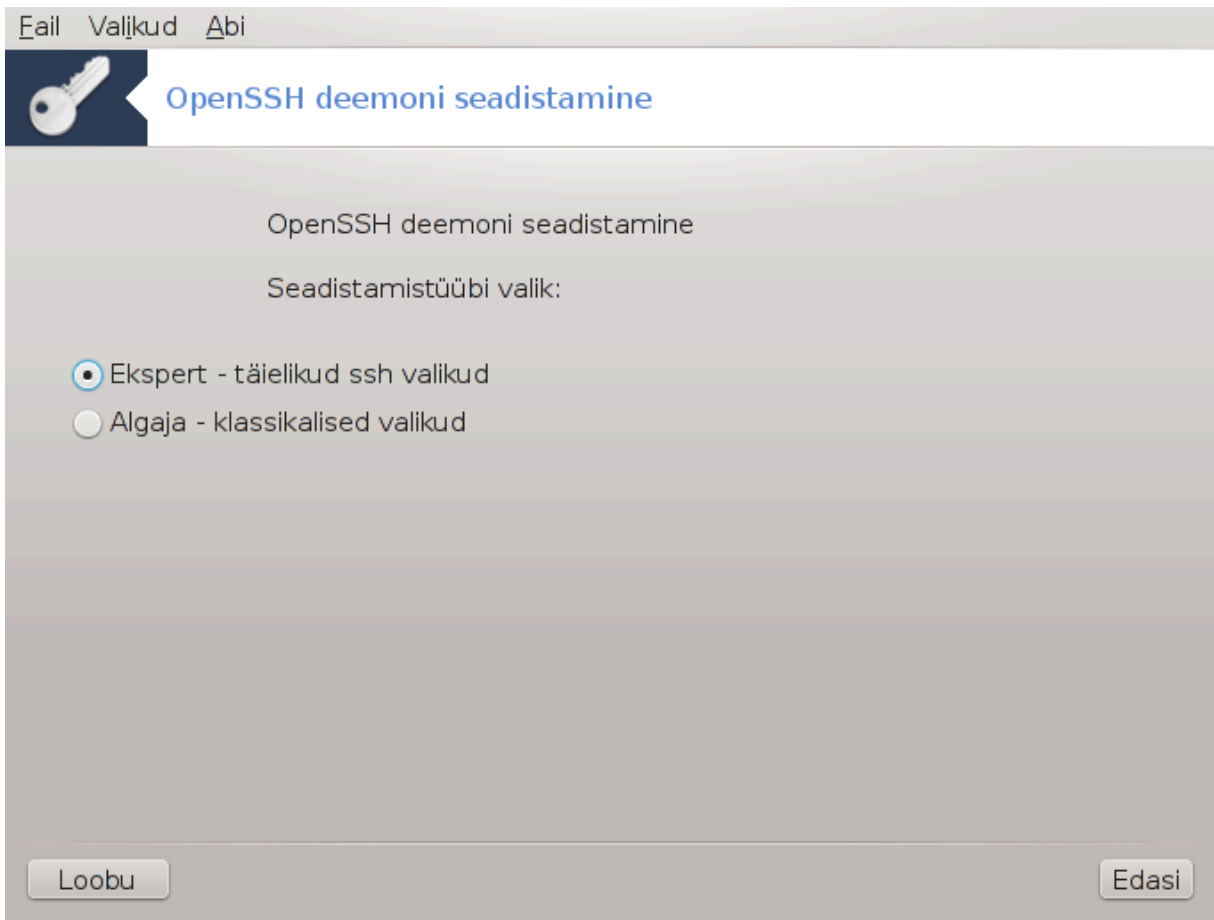 Fail Valikud Abi
OpenSSH deemoni seadistamine
OpenSSH deemoni seadistamine
Seadistamistüübi valik:
Ekspert - täielikud ssh valikud
Algaja - klassikalised valikud
Loobu Edasi